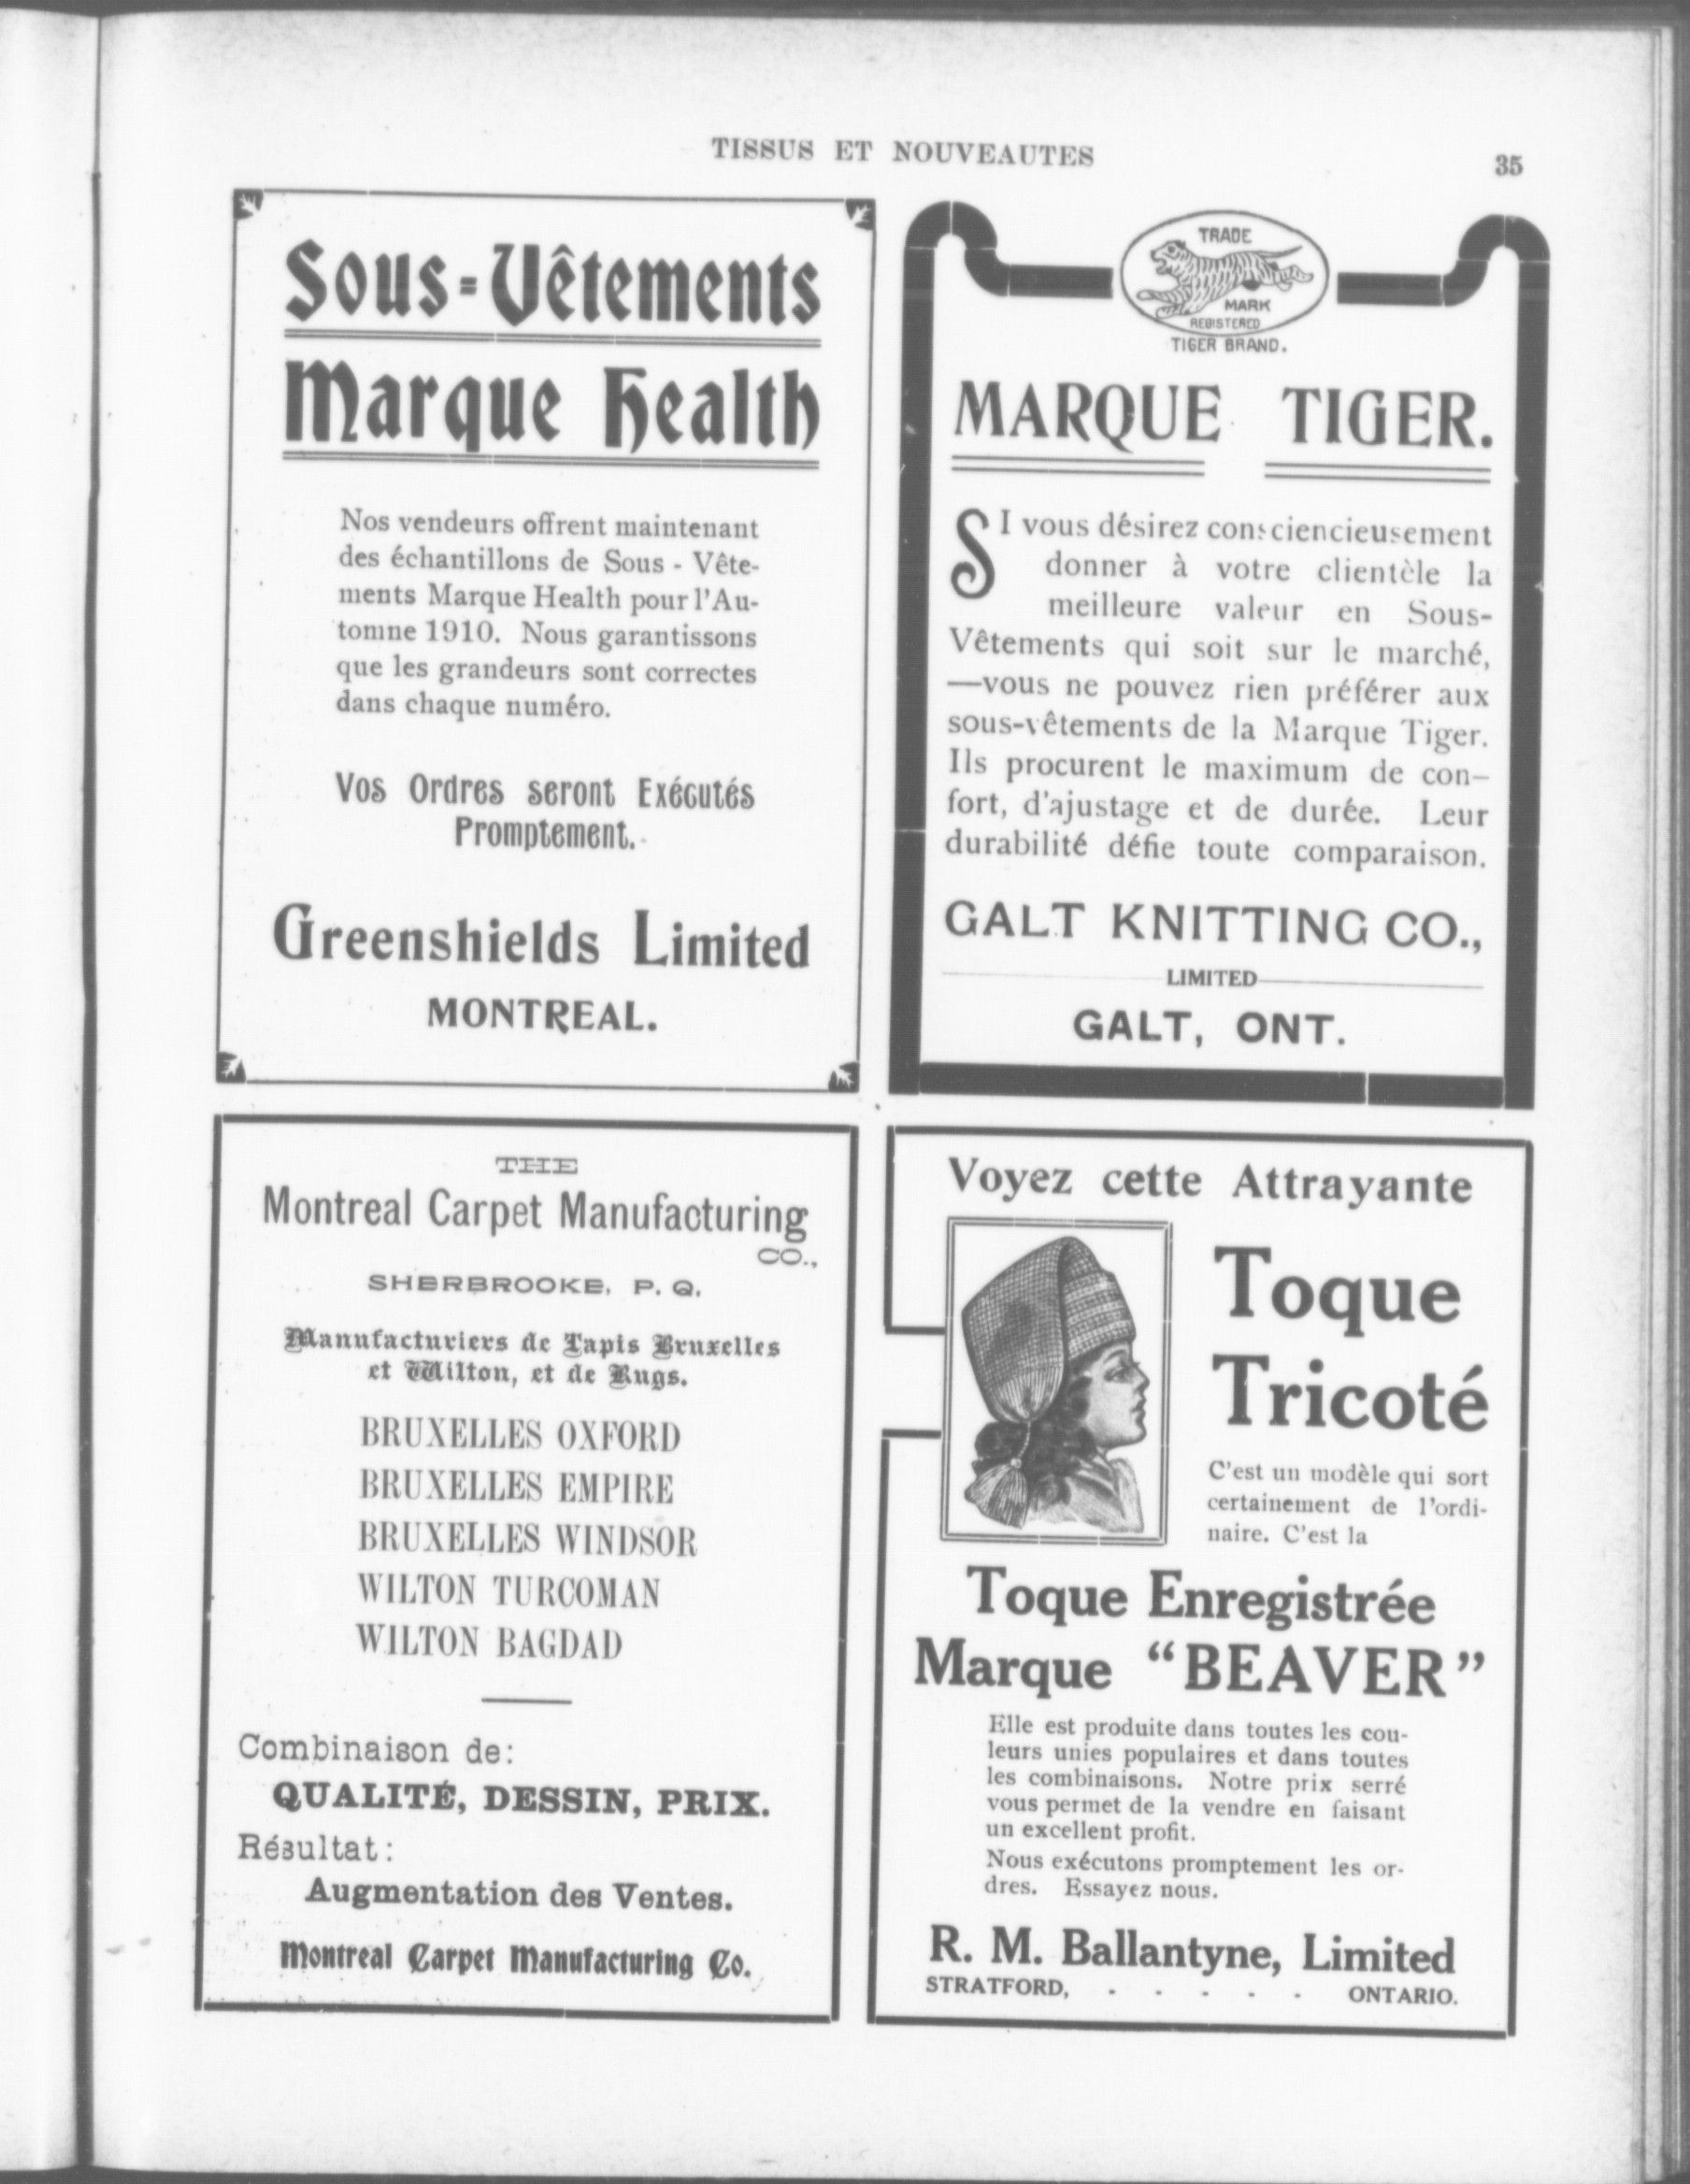 TISSUS ET NOUVEAUTES
35
Sous-Vêtements
Marque Health
Nos vendeurs offrent maintenant
des échantillons de Sous - Vête-
ments Marque Health pour l'Au-
tomne 1910. Nous garantissons
que les grandeurs sont correctes
dans chaque numéro.
Vos Ordres seront Exécutés
Promptement.
Greenshields Limited
MONTREAL.
TRADE
MARK
REGISTERED
TIGER BRAND.
MARQUE TIGER.
SI vous désirez consciencieusement
donner à votre clientèle la
meilleure valeur en Sous-
Vêtements qui soit sur le marché,
—vous ne pouvez rien préférer aux
sous-vêtements de la Marque Tiger.
Ils procurent le maximum de con-
fort, d'ajustage et de durée. Leur
durabilité défie toute comparaison.
GALT KNITTING CO.,
LIMITED
GALT, ONT.
THE
Montreal Carpet Manufacturing
CO.,
SHERBROOKE, P. Q.
Manufacturiers de Tapis Bruxelles
et Wilton, et de Rugs.
BRUXELLES OXFORD
BRUXELLES EMPIRE
BRUXELLES WINDSOR
WILTON TURCOMAN
WILTON BAGDAD
Combinaison de:
QUALITÉ, DESSIN, PRIX.
Résultat:
Augmentation des Ventes.
Montreal Carpet Manufacturing Co.
Voyez cette Attrayante
Toque
Tricoté
C'est un modèle qui sort
certainement de l'ordi-
naire. C'est la
Toque Enregistrée
Marque "BEAVER"
Elle est produite dans toutes les cou-
leurs unies populaires et dans toutes
les combinaisons. Notre prix serré
vous permet de la vendre en faisant
un excellent profit.
Nous exécutons promptement les or-
dres. Essayez nous.
R. M. Ballantyne, Limited
STRATFORD, - - - - - ONTARIO.